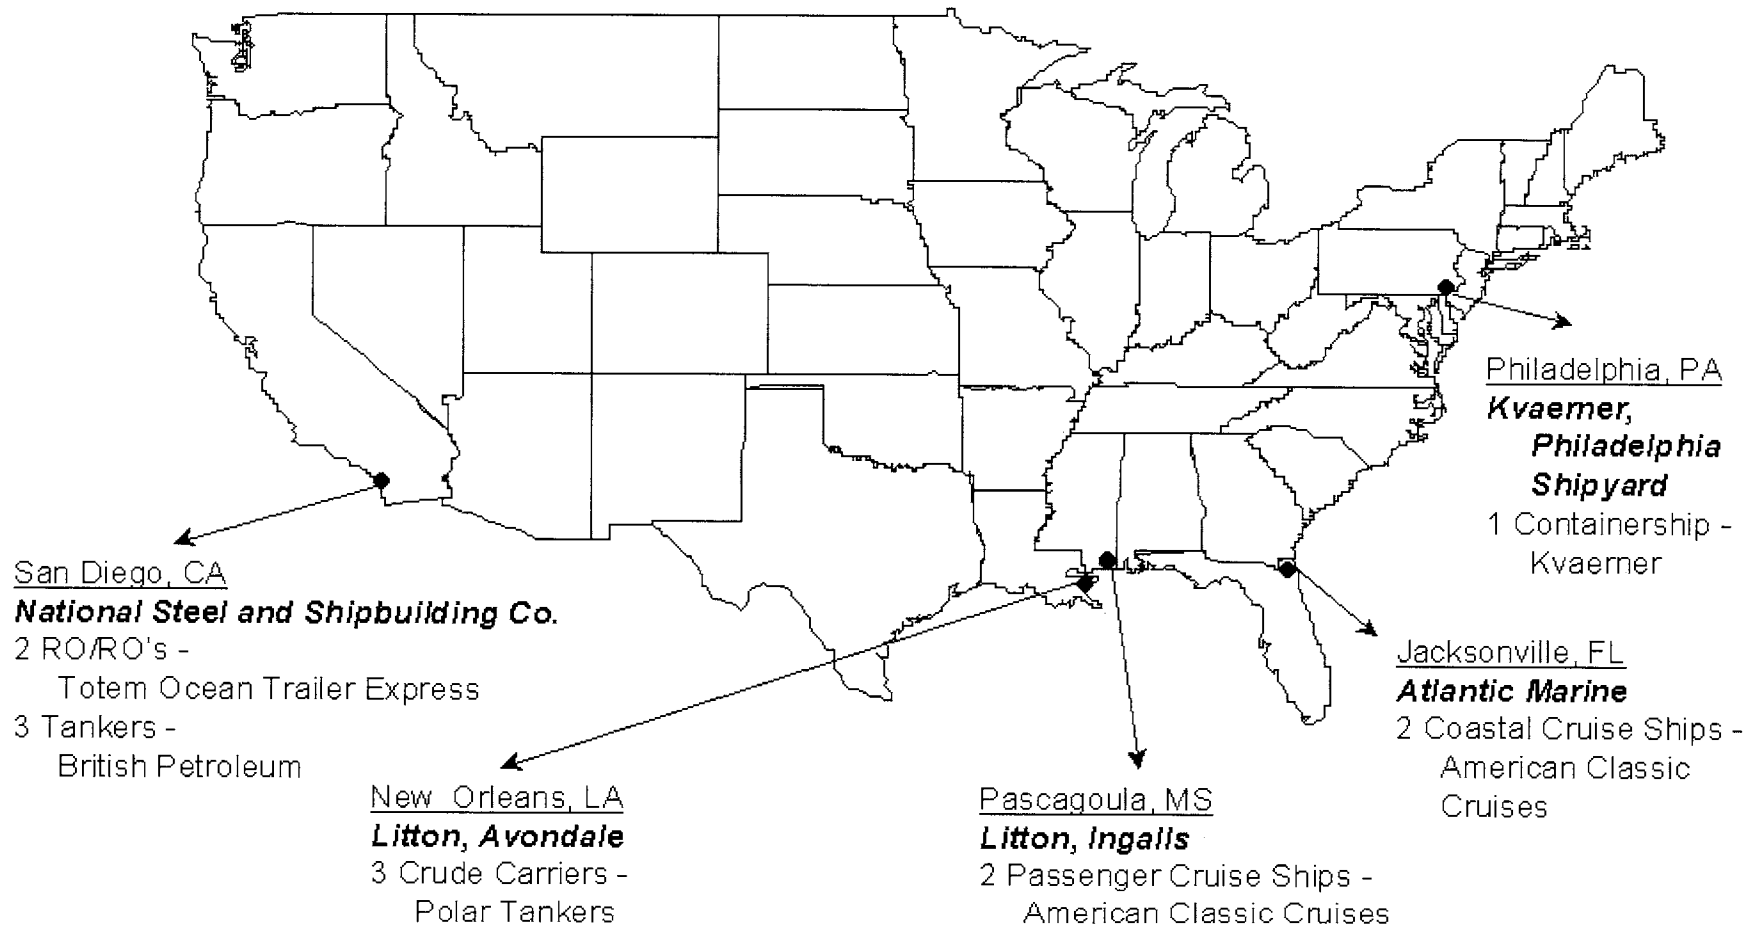 Philadelphia, PA
Kvaerner,
Philadelphia
Shipyard
1 Containership -
Kvaerner
San Diego, CA
National Steel and Shipbuilding Co.
2 RO/RO's -
Totem Ocean Trailer Express
3 Tankers -
British Petroleum
New Orleans, LA
Litton, Avondale
3 Crude Carriers -
Polar Tankers
Pascagoula, MS
Litton, Ingalls
2 Passenger Cruise Ships -
American Classic Cruises
Jacksonville, FL
Atlantic Marine
2 Coastal Cruise Ships -
American Classic
Cruises